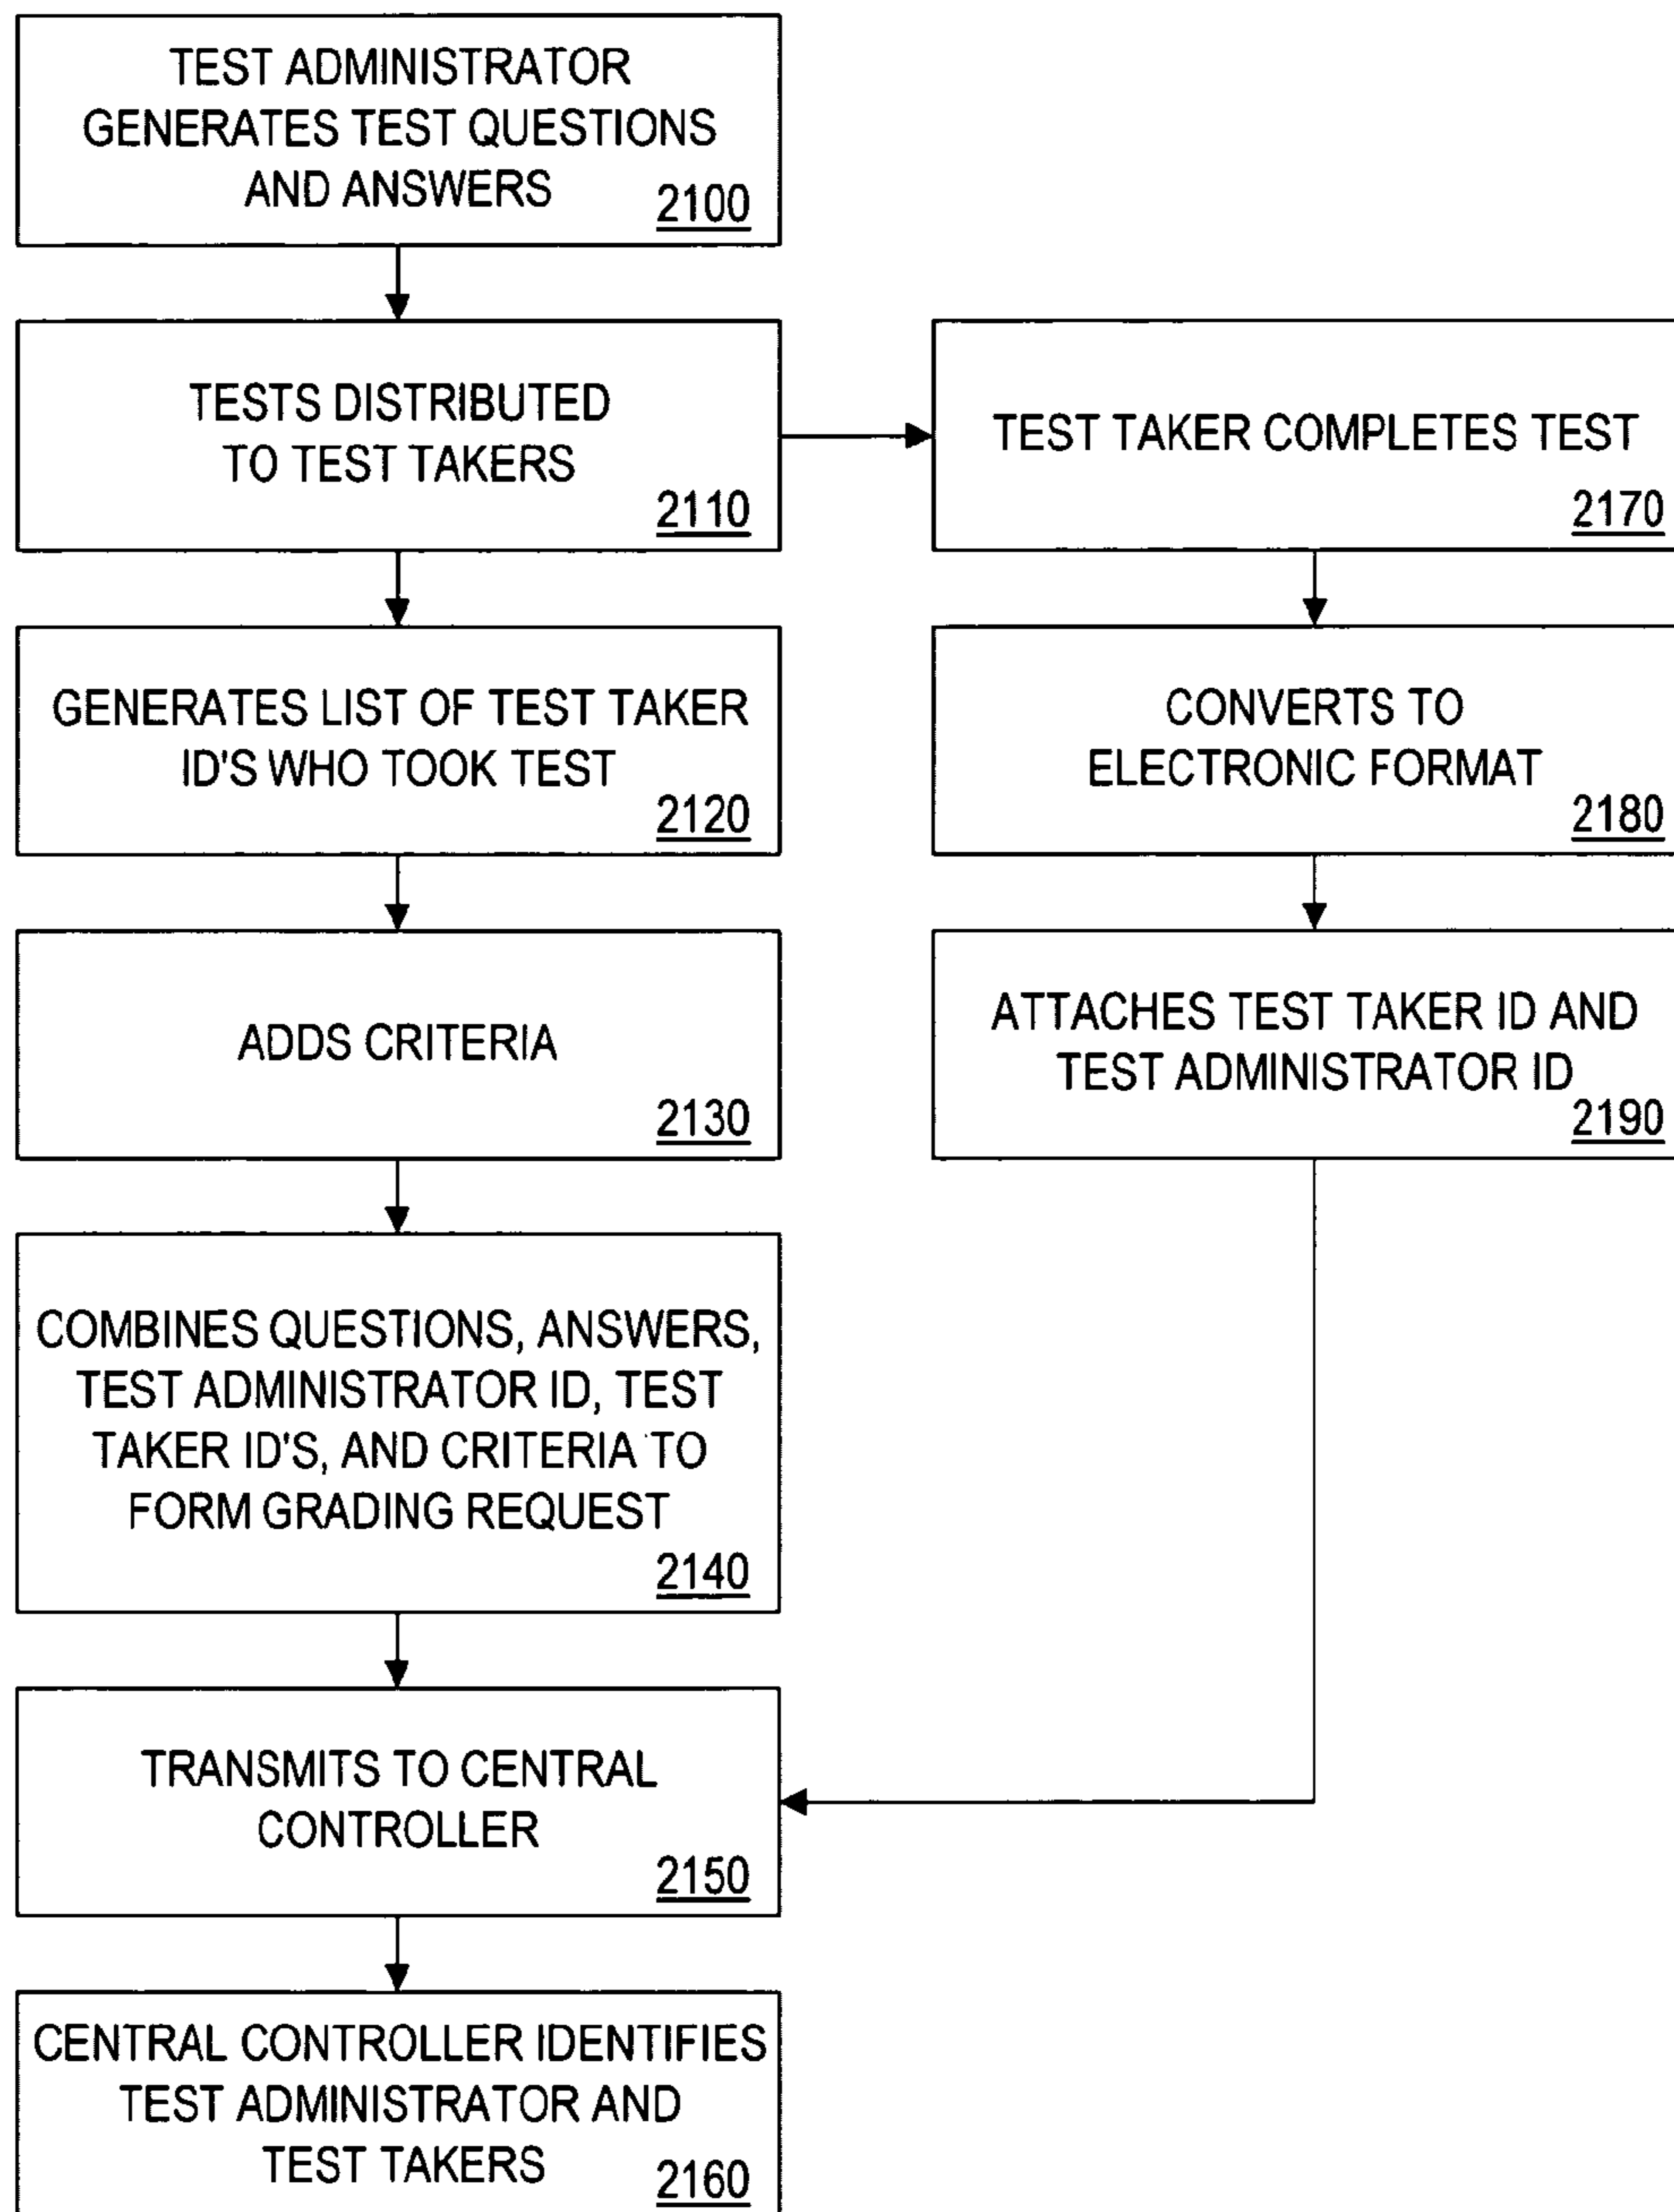 TEST ADMINISTRATOR
GENERATES TEST QUESTIONS
AND ANSWERS
2100
TESTS DISTRIBUTED
TO TEST TAKERS
2110
TEST TAKER COMPLETES TEST
2170
GENERATES LIST OF TEST TAKER
ID'S WHO TOOK TEST
2120
CONVERTS TO
ELECTRONIC FORMAT
2180
ADDS CRITERIA
2130
ATTACHES TEST TAKER ID AND
TEST ADMINISTRATOR ID
2190
COMBINES QUESTIONS, ANSWERS,
TEST ADMINISTRATOR ID, TEST
TAKER ID'S, AND CRITERIA TO
FORM GRADING REQUEST
2140
TRANSMITS TO CENTRAL
CONTROLLER
2150
CENTRAL CONTROLLER IDENTIFIES
TEST ADMINISTRATOR AND
TEST TAKERS
2160